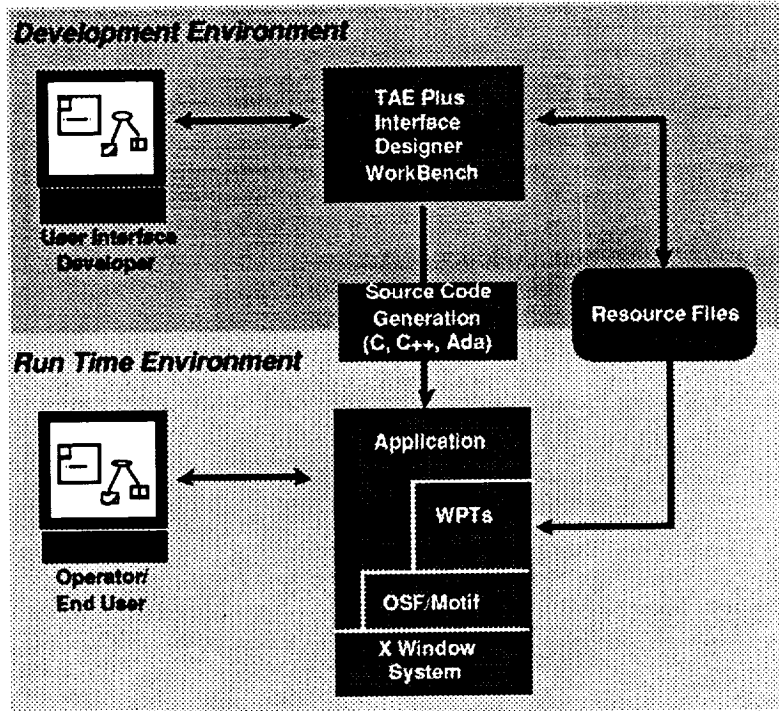 Development Environment
TAE Plus
Interface
Designer
WorkBench
User Interface
Developer
Source Code
Generation
(C, C++, Ada)
Resource Files
Run Time Environment
Application
WPTs
Operator/
End User
OSF/Motif
X Window
System